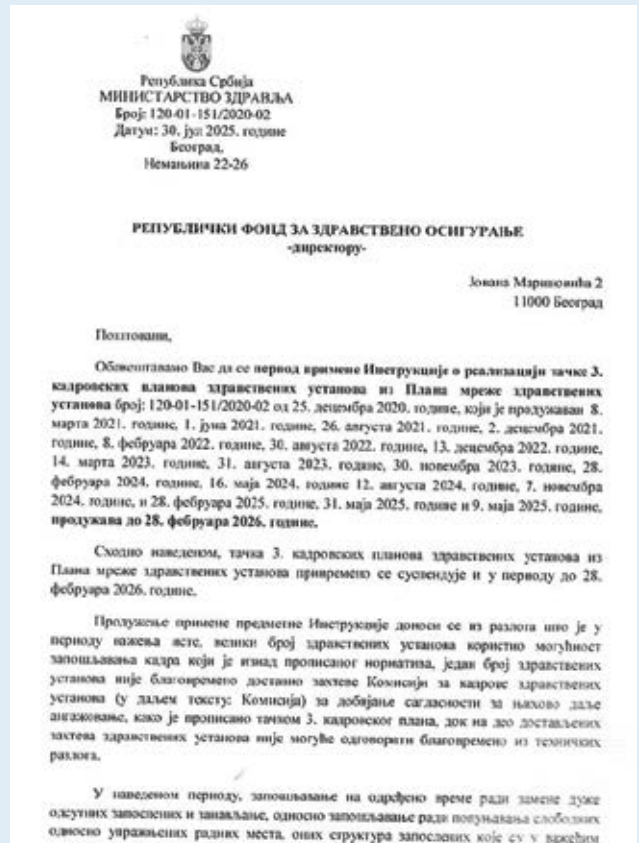 Република Србија
МИНИСТАРСТВО ЗДРАВЉА
Број: 120-01-151/2020-02
Датум: 30. јул 2025. године
Београд,
Немањина 22-26
РЕПУБЛИЧКИ ФОНД ЗА ЗДРАВСТВЕНО ОСИГУРАЊЕ
-директору-
Јована Мариновића 2
11000 Београд
Поштовани,
Обавештавамо Вас да се период примене Инструкције о реализацији тачке 3.
кадровских планова здравствених установа из Плана мреже здравствених
установа број: 120-01-151/2020-02 од 25. децембра 2020. године, који је продужаван 8.
марта 2021. године, 1. јуна 2021. године, 26. августа 2021. године, 2. децембра 2021.
године, 8. фебруара 2022. године, 30. августа 2022. године, 13. децембра 2022. године,
14. марта 2023. године, 31. августа 2023. године, 30. новембра 2023. године, 28.
фебруара 2024. године, 16. маја 2024. године 12. августа 2024. године, 7. новембра
2024. године, и 28. фебруара 2025. године, 31. маја 2025. године и 9. маја 2025. године,
продужава до 28. фебруара 2026. године.
Сходно наведеном, тачка 3. кадровских планова здравствених установа из
Плана мреже здравствених установа привремено се суспендује и у периоду до 28.
фебруара 2026. године.
Продужење примене предметне Инструкције доноси се из разлога што је у
периоду важења исте, велики број здравствених установа користио могућност
запошљавања кадра који је изнад прописаног норматива, један број здравствених
установа није благовремено доставио захтеве Комисији за кадрове здравствених
установа (у даљем тексту: Комисија) за добијање сагласности за њихово даље
ангажовање, како је прописано тачком 3. кадровског плана, док на део достављених
захтева здравствених установа није могуће одговорити благовремено из техничких
разлога.
У наведеном периоду, запошљавање на одрђено време ради замене дуже
одсутних запослених и занављање, односно запошљавање ради попуњавања слободних
односно упражњених радних места, оних структура запослених које су у важећим